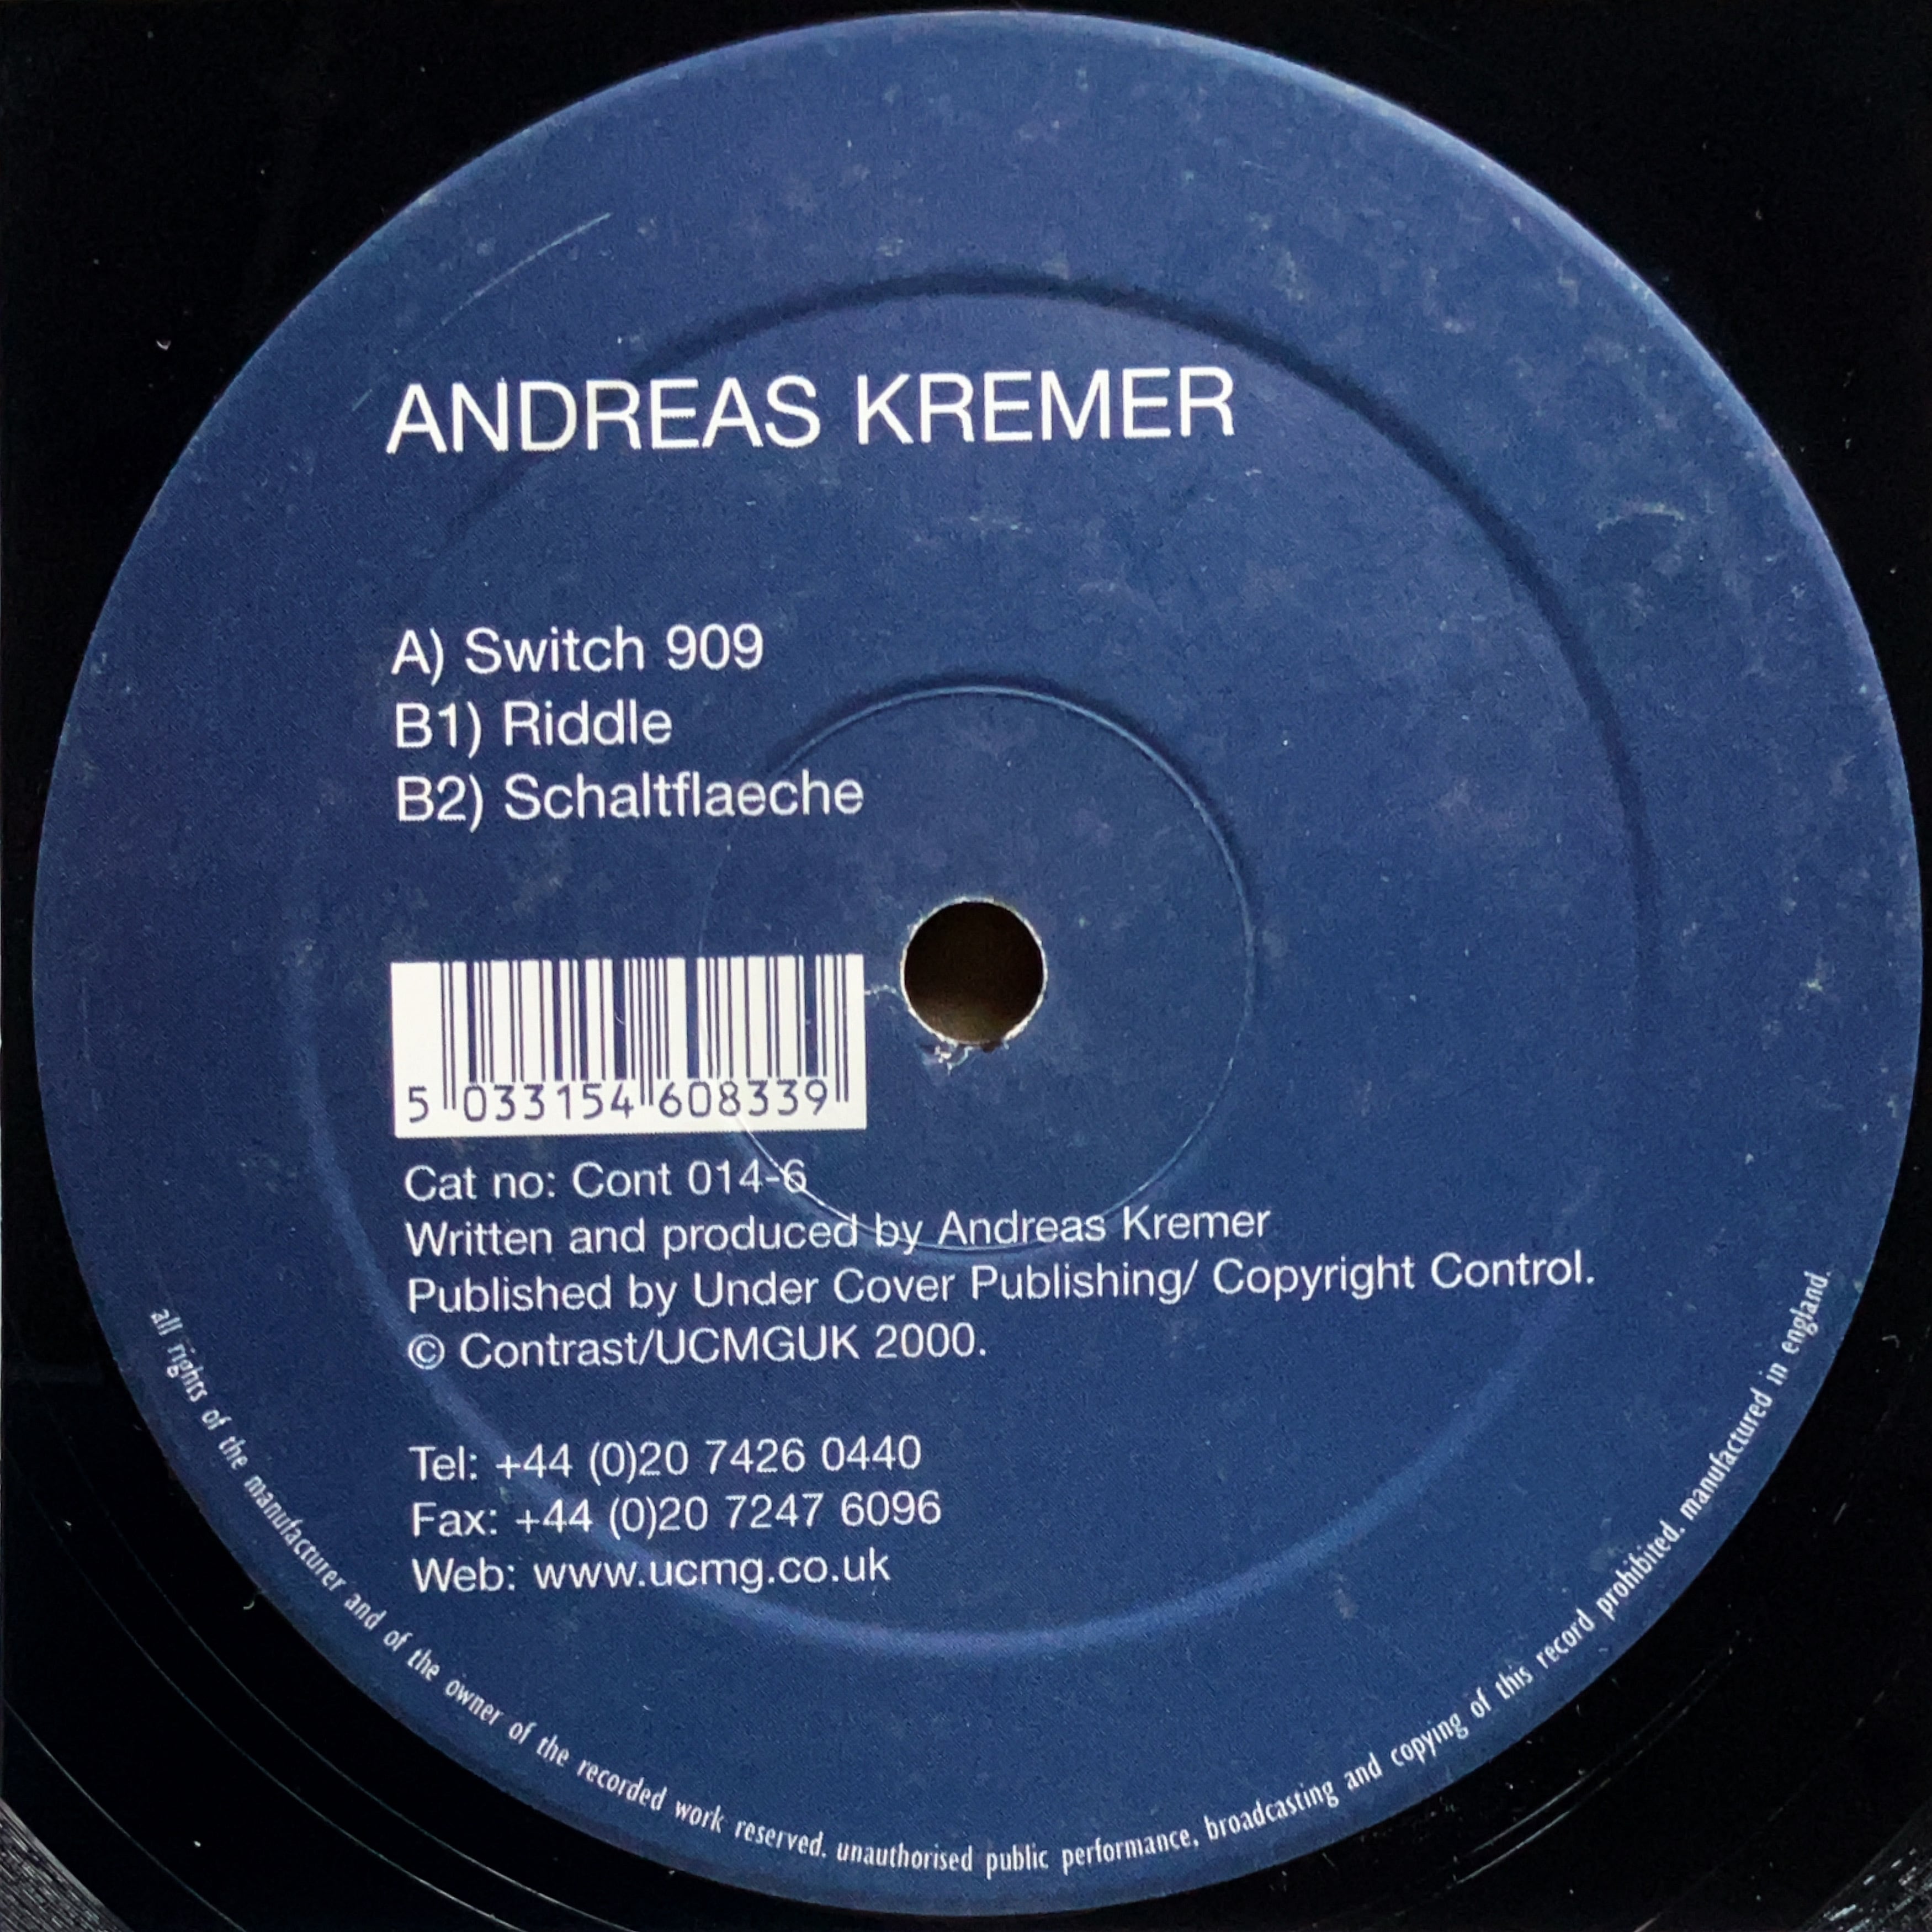 ANDREAS KREMER
A) Switch 909
B1) Riddle
B2) Schaltflaeche
5 033154 608339
Cat no: Cont 014-6
Written and produced by Andreas Kremer
Published by Under Cover Publishing/ Copyright Control.
© Contrast/UCMGUK 2000.
Tel: +44 (0)20 7426 0440
Fax: +44 (0)20 7247 6096
Web: www.ucmg.co.uk
all rights of the manufacturer and of the owner of the recorded work reserved. unauthorised public performance, broadcasting and copying of this record prohibited. manufactured in england.